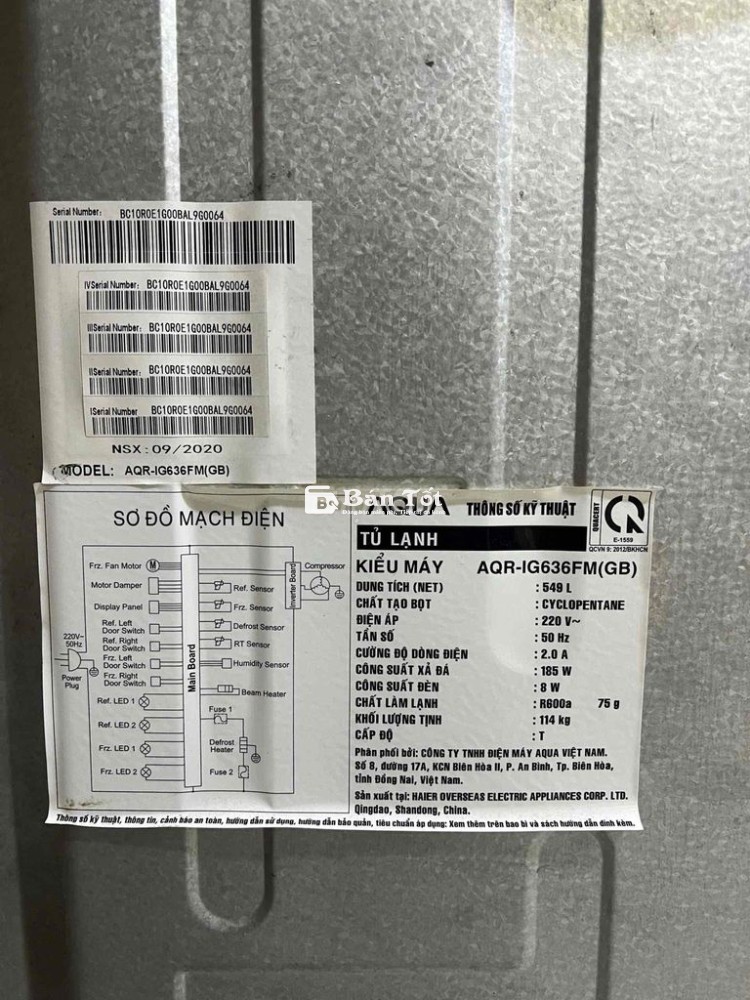 Serial Number: BC10R0E1G00BAL9G0064
IVSerial Number: BC10R0E1G00BAL9G0064
IIISerial Number: BC10R0E1G00BAL9G0064
IISerial Number: BC10R0E1G00BAL9G0064
ISerial Number BC10R0E1G00BAL9G0064
NSX: 09/2020
MODEL: AQR-IG636FM(GB)
Bán Tốt
SƠ ĐỒ MẠCH ĐIỆN
Frz. Fan Motor
M
Motor Damper
Display Panel
Ref. Left
Door Switch
Ref. Right
Door Switch
Frz. Left
Door Switch
Frz. Right
Door Switch
Ref. LED 1
Ref. LED 2
Frz. LED 1
Frz. LED 2
220V~
50Hz
Power
Plug
Main Board
Inverter Board
Compressor
Ref. Sensor
Frz. Sensor
Defrost Sensor
RT Sensor
Humidity Sensor
Beam Heater
Fuse 1
Defrost
Heater
Fuse 2
AQUA THÔNG SỐ KỸ THUẬT
QUACERT
E-1559
QCVN 9: 2012/BKHCN
TỦ LẠNH
KIỂU MÁY AQR-IG636FM(GB)
DUNG TÍCH (NET) : 549 L
CHẤT TẠO BỌT : CYCLOPENTANE
ĐIỆN ÁP : 220 V~
TẦN SỐ : 50 Hz
CƯỜNG ĐỘ DÒNG ĐIỆN : 2.0 A
CÔNG SUẤT XẢ ĐÁ : 185 W
CÔNG SUẤT ĐÈN : 8 W
CHẤT LÀM LẠNH : R600a 75 g
KHỐI LƯỢNG TỊNH : 114 kg
CẤP ĐỘ : T
Phân phối bởi: CÔNG TY TNHH ĐIỆN MÁY AQUA VIỆT NAM.
Số 8, đường 17A, KCN Biên Hòa II, P. An Bình, Tp. Biên Hòa,
tỉnh Đồng Nai, Việt Nam.
Sản xuất tại: HAIER OVERSEAS ELECTRIC APPLIANCES CORP. LTD.
Qingdao, Shandong, China.
Thông số kỹ thuật, thông tin, cảnh báo an toàn, hướng dẫn sử dụng, hướng dẫn bảo quản, tiêu chuẩn áp dụng: Xem thêm trên bao bì và sách hướng dẫn đính kèm.